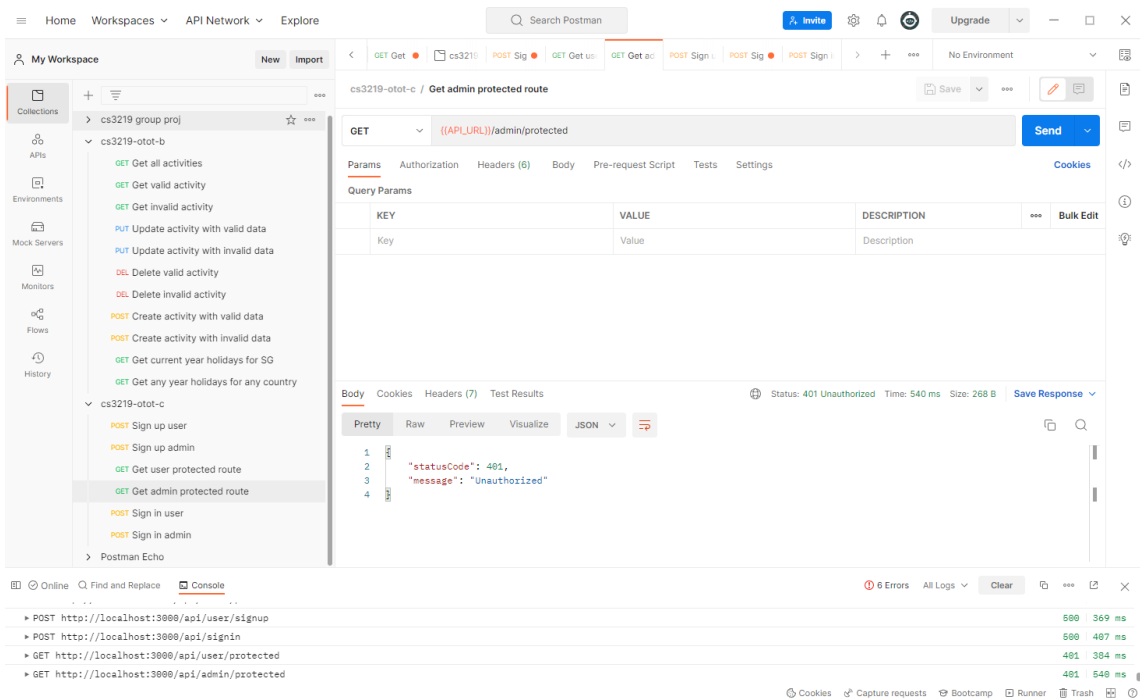 Home Workspaces API Network Explore Search Postman Invite Upgrade
My Workspace New Import
GET Get cs3219 POST Sig GET Get us GET Get ad POST Sign POST Sig POST Sign No Environment
cs3219-otot-c / Get admin protected route Save
Collections
APIs
Environments
Mock Servers
Monitors
Flows
History
cs3219 group proj
cs3219-otot-b
GET Get all activities
GET Get valid activity
GET Get invalid activity
PUT Update activity with valid data
PUT Update activity with invalid data
DEL Delete valid activity
DEL Delete invalid activity
POST Create activity with valid data
POST Create activity with invalid data
GET Get current year holidays for SG
GET Get any year holidays for any country
cs3219-otot-c
POST Sign up user
POST Sign up admin
GET Get user protected route
GET Get admin protected route
POST Sign in user
POST Sign in admin
Postman Echo
GET {{API_URL}}/admin/protected Send
Params Authorization Headers (6) Body Pre-request Script Tests Settings Cookies
Query Params
KEY VALUE DESCRIPTION Bulk Edit
Key Value Description
Body Cookies Headers (7) Test Results Status: 401 Unauthorized Time: 540 ms Size: 268 B Save Response
Pretty Raw Preview Visualize JSON
1 {
2 "statusCode": 401,
3 "message": "Unauthorized"
4 }
Online Find and Replace Console 6 Errors All Logs Clear
POST http://localhost:3000/api/user/signup 500 369 ms
POST http://localhost:3000/api/signin 500 407 ms
GET http://localhost:3000/api/user/protected 401 384 ms
GET http://localhost:3000/api/admin/protected 401 540 ms
Cookies Capture requests Bootcamp Runner Trash